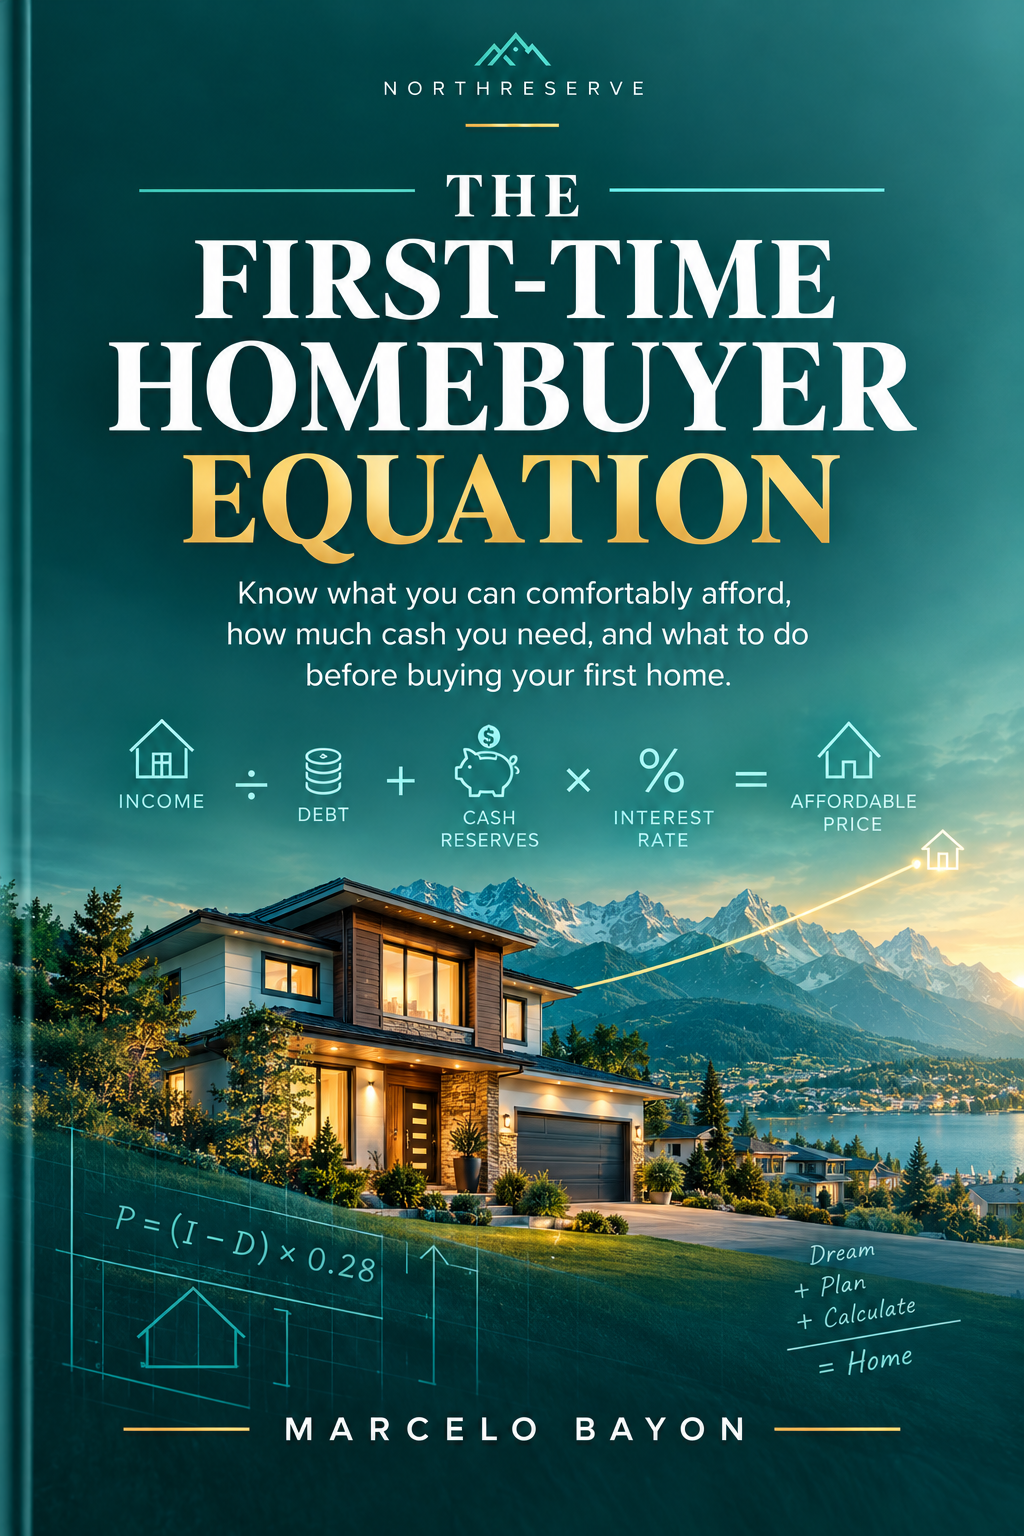 NORTHRESERVE
THE
FIRST-TIME
HOMEBUYER
EQUATION
Know what you can comfortably afford,
how much cash you need, and what to do
before buying your first home.
$
INCOME ÷ DEBT + CASH RESERVES × % INTEREST RATE = AFFORDABLE PRICE
P = (I – D) × 0.28
Dream
+ Plan
+ Calculate
= Home
MARCELO BAYON